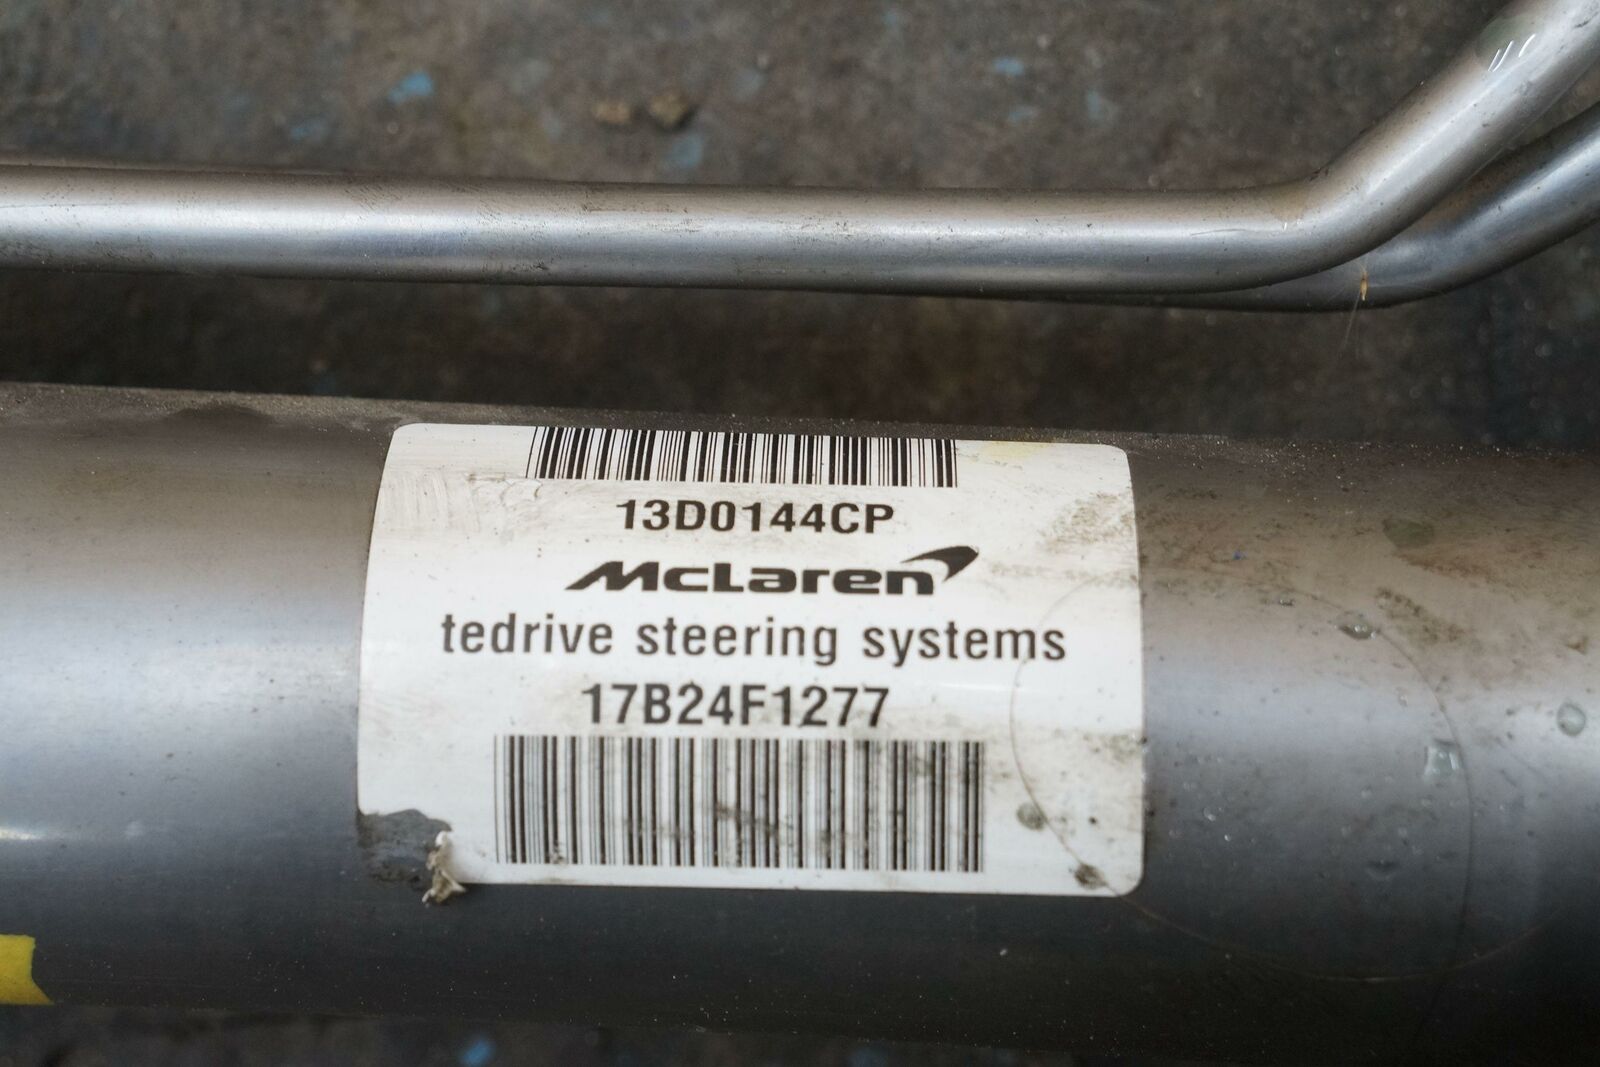 13D0144CP
McLaren
tedrive steering systems
17B24F1277